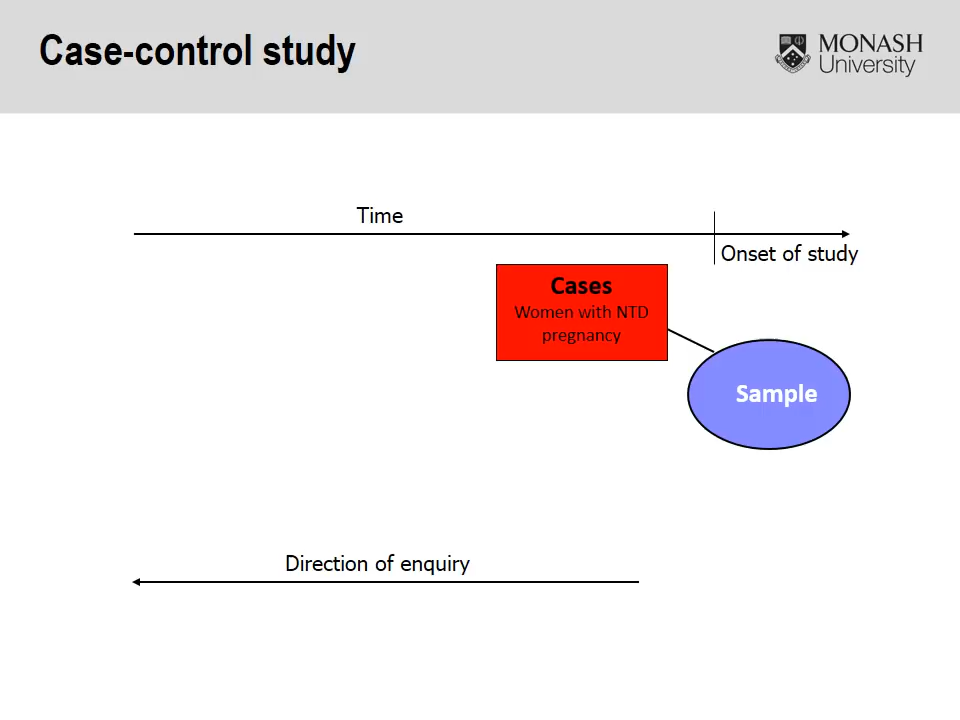 Case-control study
MONASH
University
Time
Onset of study
Cases
Women with NTD
pregnancy
Sample
Direction of enquiry